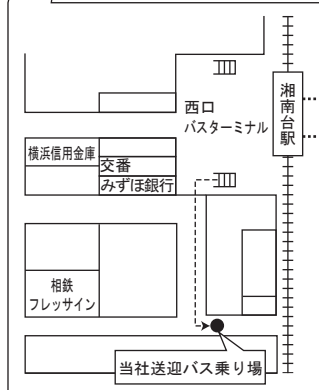 西口
バスターミナル
湘南台駅
横浜信用金庫
交番
みずほ銀行
相鉄
フレッサイン
当社送迎バス乗り場